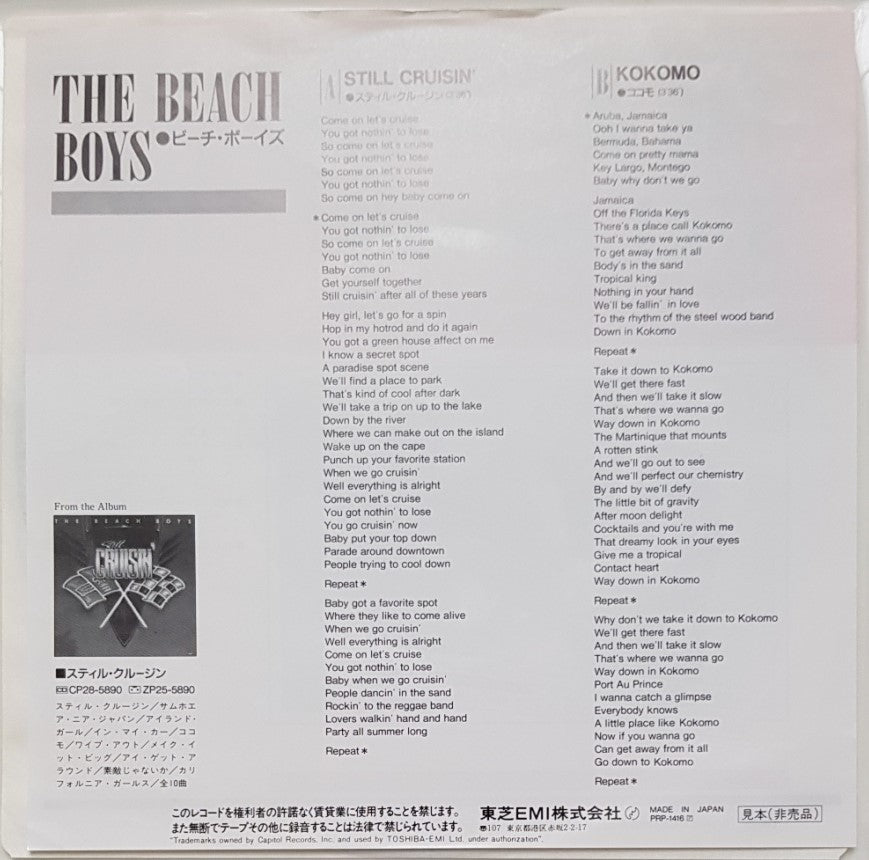 THE BEACH
BOYS●ビーチ・ボーイズ
A STILL CRUISIN'
●スティル・クルージン(3'36")
Come on let's cruise
You got nothin' to lose
So come on let's cruise
You got nothin' to lose
So come on let's cruise
You got nothin' to lose
So come on hey baby come on
*Come on let's cruise
You got nothin' to lose
So come on let's cruise
You got nothin' to lose
Baby come on
Get yourself together
Still cruisin' after all of these years
Hey girl, let's go for a spin
Hop in my hotrod and do it again
You got a green house affect on me
I know a secret spot
A paradise spot scene
We'll find a place to park
That's kind of cool after dark
We'll take a trip on up to the lake
Down by the river
Where we can make out on the island
Wake up on the cape
Punch up your favorite station
When we go cruisin'
Well everything is alright
Come on let's cruise
You got nothin' to lose
You go cruisin' now
Baby put your top down
Parade around downtown
People trying to cool down
Repeat*
Baby got a favorite spot
Where they like to come alive
When we go cruisin'
Well everything is alright
Come on let's cruise
You got nothin' to lose
Baby when we go cruisin'
People dancin' in the sand
Rockin' to the reggae band
Lovers walkin' hand and hand
Party all summer long
Repeat*
B KOKOMO
●ココモ(3'36")
*Aruba, Jamaica
Ooh I wanna take ya
Bermuda, Bahama
Come on pretty mama
Key Largo, Montego
Baby why don't we go
Jamaica
Off the Florida Keys
There's a place call Kokomo
That's where we wanna go
To get away from it all
Body's in the sand
Tropical king
Nothing in your hand
We'll be fallin' in love
To the rhythm of the steel wood band
Down in Kokomo
Repeat*
Take it down to Kokomo
We'll get there fast
And then we'll take it slow
That's where we wanna go
Way down in Kokomo
The Martinique that mounts
A rotten stink
And we'll go out to see
And we'll perfect our chemistry
By and by we'll defy
The little bit of gravity
After moon delight
Cocktails and you're with me
That dreamy look in your eyes
Give me a tropical
Contact heart
Way down in Kokomo
Repeat*
Why don't we take it down to Kokomo
We'll get there fast
And then we'll take it slow
That's where we wanna go
Way down in Kokomo
Port Au Prince
I wanna catch a glimpse
Everybody knows
A little place like Kokomo
Now if you wanna go
Can get away from it all
Go down to Kokomo
Repeat*
From the Album
THE BEACH BOYS
Still
CRUISIN'
■スティル・クルージン
CP28-5890 ZP25-5890
スティル・クルージン/サムホエ
ア・ニア・ジャパン/アイランド・
ガール/イン・マイ・カー/ココ
モ/ワイプ・アウト/メイク・イ
ット・ビッグ/アイ・ゲット・ア
ラウンド/素敵じゃないか/カリ
フォルニア・ガールス/全10曲
このレコードを権利者の許諾なく賃貸業に使用することを禁じます。
また無断でテープその他に録音することは法律で禁じられています。
"Trademarks owned by Capitol Records, Inc. and used by TOSHIBA-EMI Ltd. under authorization".
東芝EMI株式会社
〒107 東京都港区赤坂2-2-17
MADE IN JAPAN
PRP-1416
見本(非売品)